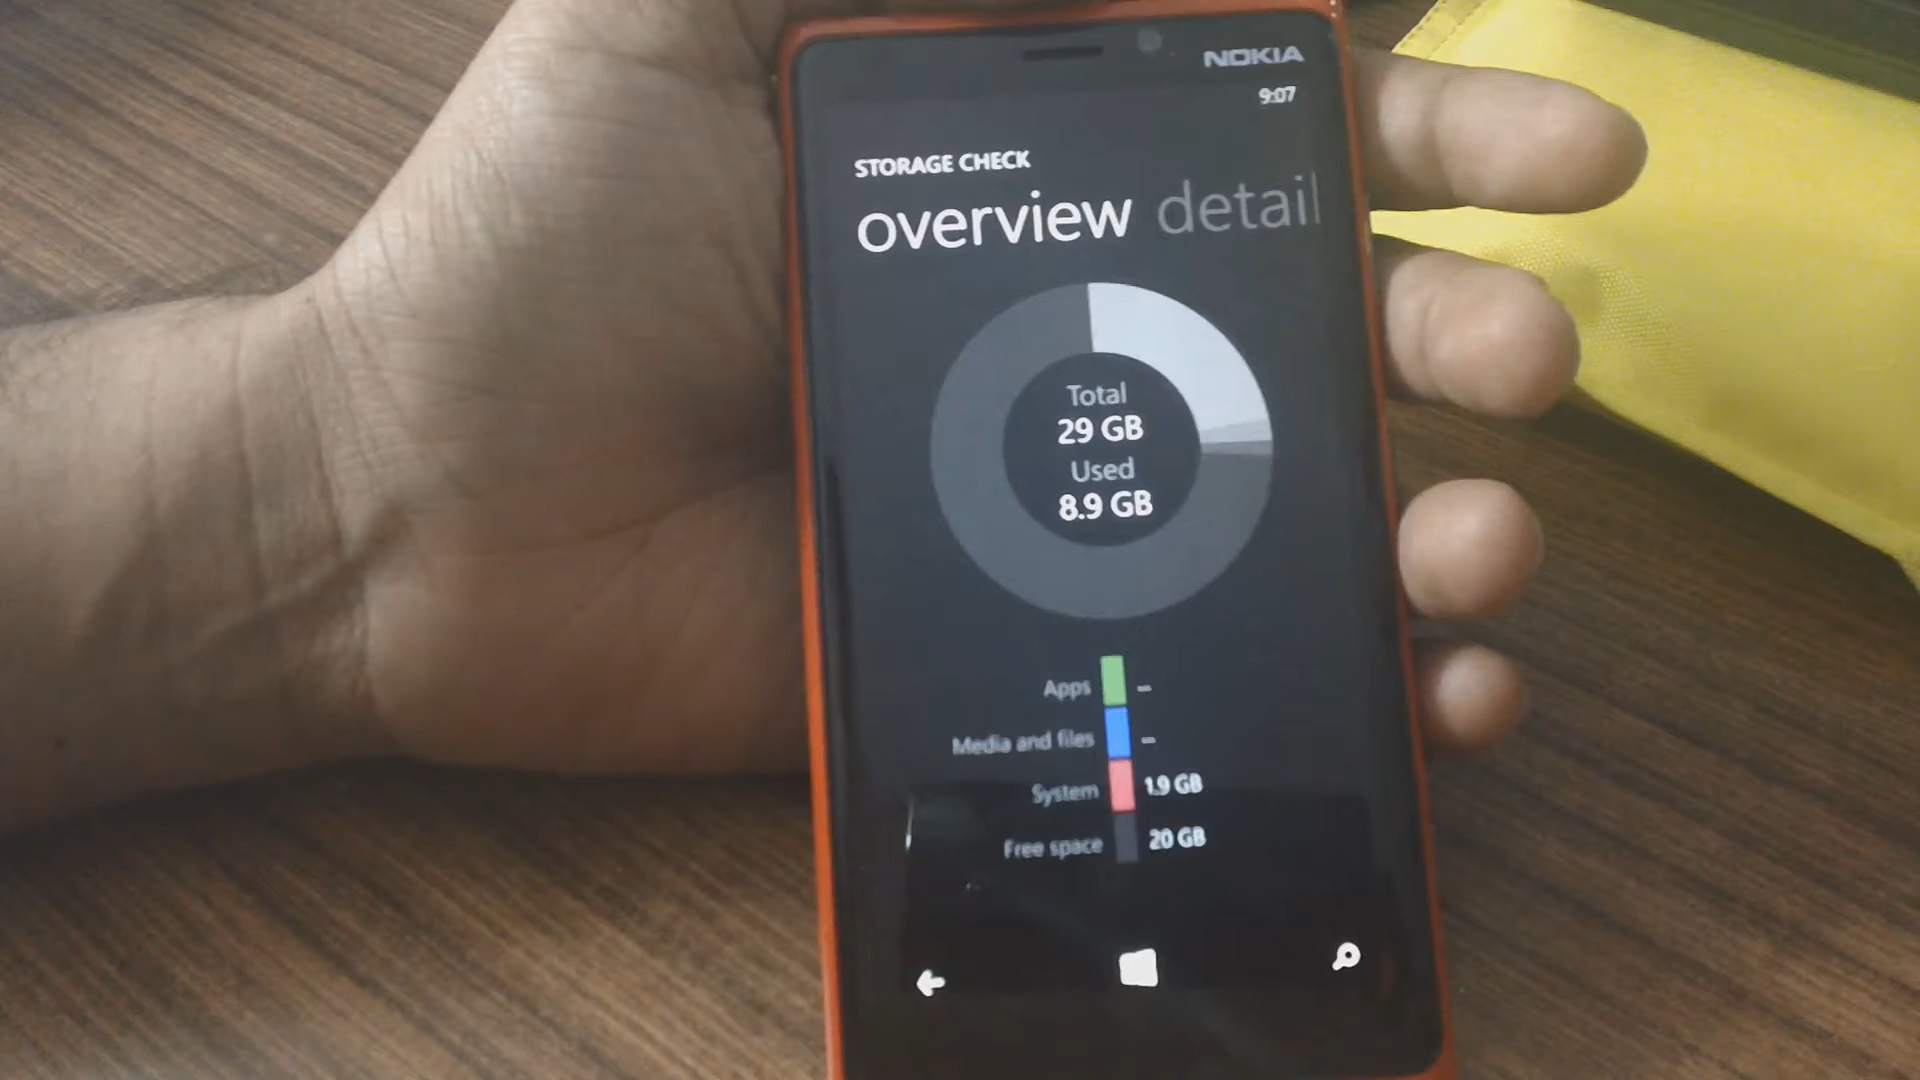 NOKIA
9:07
STORAGE CHECK
overview detail
Total
29 GB
Used
8.9 GB
Apps –
Media and files –
System 1.9 GB
Free space 20 GB